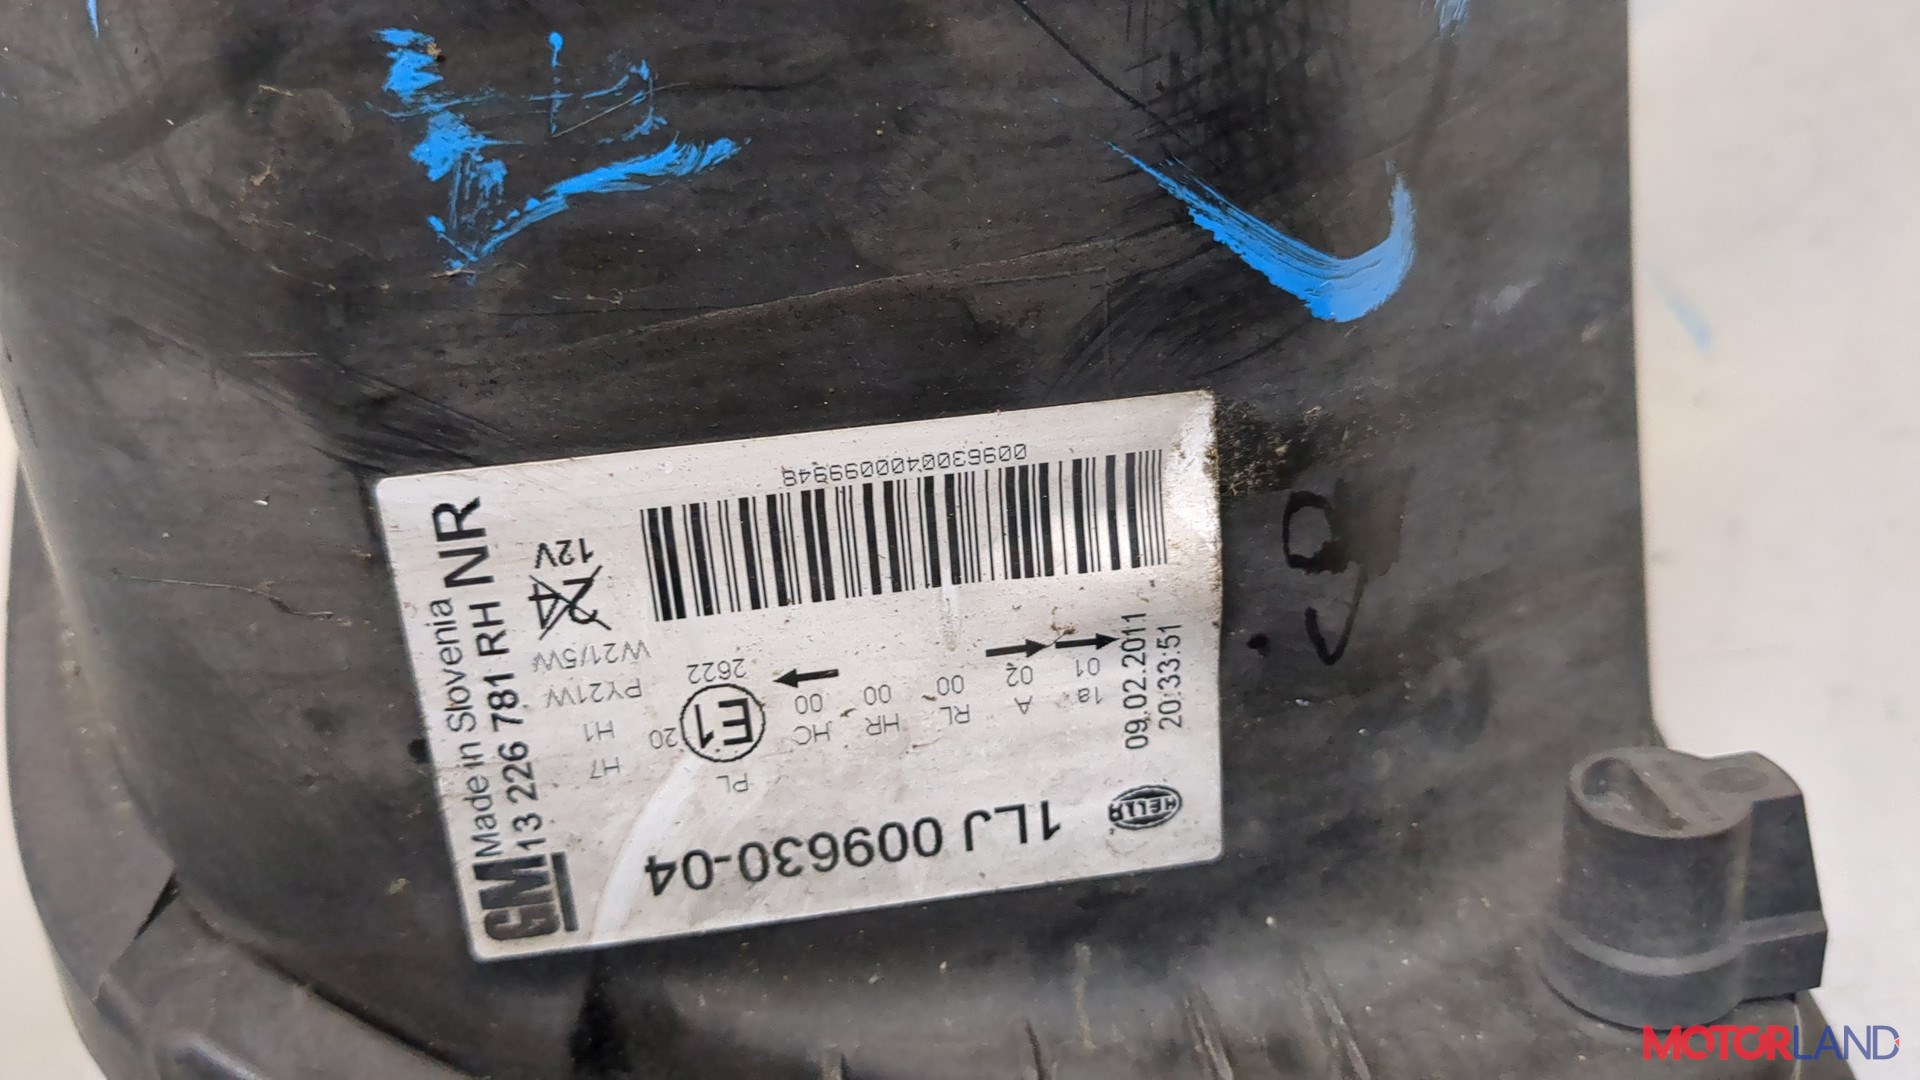 GM
Made in Slovenia
13 226 781 RH NR
1LJ 009630-04
HELLA
PL HC HR RL A 18
00 00 00 02 01
E1
20
2622
H7
H1
PY21W
W21/5W
12V
0096300400099948
09.02.2011
20:33:51
MOTORLAND